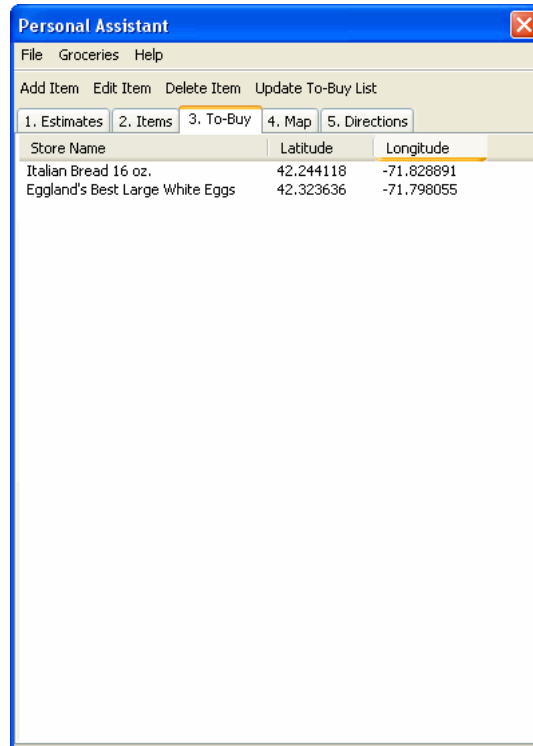 Personal Assistant
File Groceries Help
Add Item Edit Item Delete Item Update To-Buy List
1. Estimates 2. Items 3. To-Buy 4. Map 5. Directions
Store Name Latitude Longitude
Italian Bread 16 oz. 42.244118 -71.828891
Eggland's Best Large White Eggs 42.323636 -71.798055